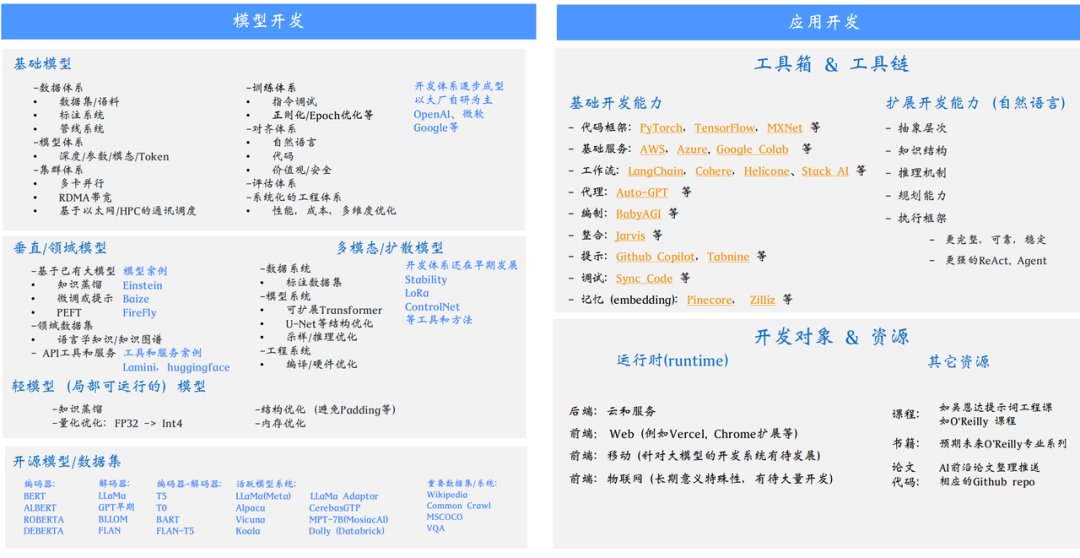 模型开发
基础模型
-数据体系
• 数据集/语料
• 标注系统
• 管线系统
-模型体系
• 深度/参数/模态/Token
-集群体系
• 多卡并行
• RDMA带宽
• 基于以太网/HPC的通讯调度
-训练体系
• 指令调试
• 正则化/Epoch优化等
-对齐体系
• 自然语言
• 代码
• 价值观/安全
-评估体系
-系统化的工程体系
• 性能，成本，多维度优化
开发体系逐步成型
以大厂自研为主
OpenAI、微软
Google等
垂直/领域模型
-基于已有大模型 模型案例
• 知识蒸馏 Einstein
• 微调或提示 Baize
• PEFT FireFly
-领域数据集
• 语言学知识/知识图谱
- API工具和服务 工具和服务案例
Lamini，huggingface
多模态/扩散模型
-数据系统
• 标注数据集
-模型系统
• 可扩展Transformer
• U-Net等结构优化
• 采样/推理优化
-工程系统
• 编译/硬件优化
开发体系还在早期发展
Stability
LoRa
ControlNet
等工具和方法
轻模型（局部可运行的）模型
-知识蒸馏
-量化优化：FP32 -> Int4
-结构优化（避免Padding等）
-内存优化
开源模型/数据集
编码器:
BERT
ALBERT
ROBERTA
DEBERTA
解码器:
LLaMa
GPT早期
BLLOM
FLAN
编码器-解码器:
T5
T0
BART
FLAN-T5
活跃模型系统:
LLaMa(Meta)
Alpaca
Vicuna
Koala
LLaMa Adaptor
CerebasGTP
MPT-7B(MosiacAI)
Dolly (Databrick)
重要数据集/系统:
Wikipedia
Common Crawl
MSCOCO
VQA
应用开发
工具箱 & 工具链
基础开发能力
- 代码框架：PyTorch，TensorFlow，MXNet 等
- 基础服务：AWS，Azure, Google Colab 等
- 工作流：LangChain，Cohere，Helicone、Stack AI 等
- 代理：Auto-GPT 等
- 编制：BabyAGI 等
- 整合：Jarvis 等
- 提示：Github Copilot，Tabnine 等
- 调试：Sync Code 等
- 记忆 (embedding)：Pinecore， Zilliz 等
扩展开发能力（自然语言）
- 抽象层次
- 知识结构
- 推理机制
- 规划能力
- 执行框架
- 更完整，可靠，稳定
- 更强的ReAct, Agent
开发对象 & 资源
运行时(runtime)
后端：云和服务
前端： Web (例如Vercel, Chrome扩展等)
前端：移动 (针对大模型的开发系统有待发展)
前端：物联网 (长期意义特殊性，有待大量开发)
其它资源
课程：如吴恩达提示词工程课
如O'Reilly 课程
书籍：预期未来O'Reilly专业系列
论文 AI前沿论文整理推送
代码：相应的Github repo